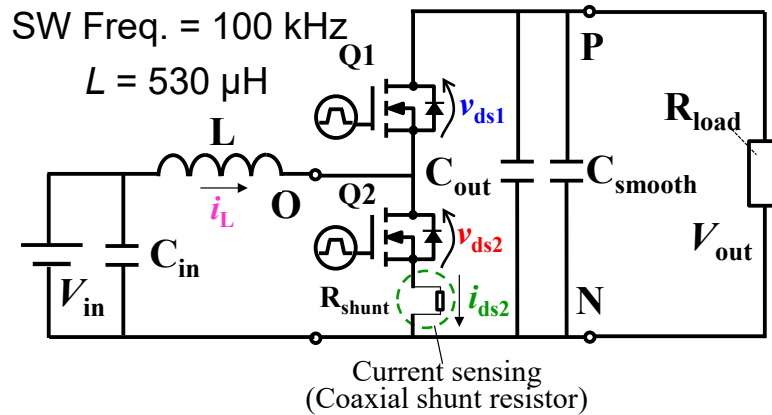 SW Freq. = 100 kHz
L = 530 μH
Q1
P
v_ds1
R_load
L
O
Q2
C_out
C_smooth
i_L
C_in
v_ds2
V_in
V_out
R_shunt
i_ds2
N
Current sensing
(Coaxial shunt resistor)